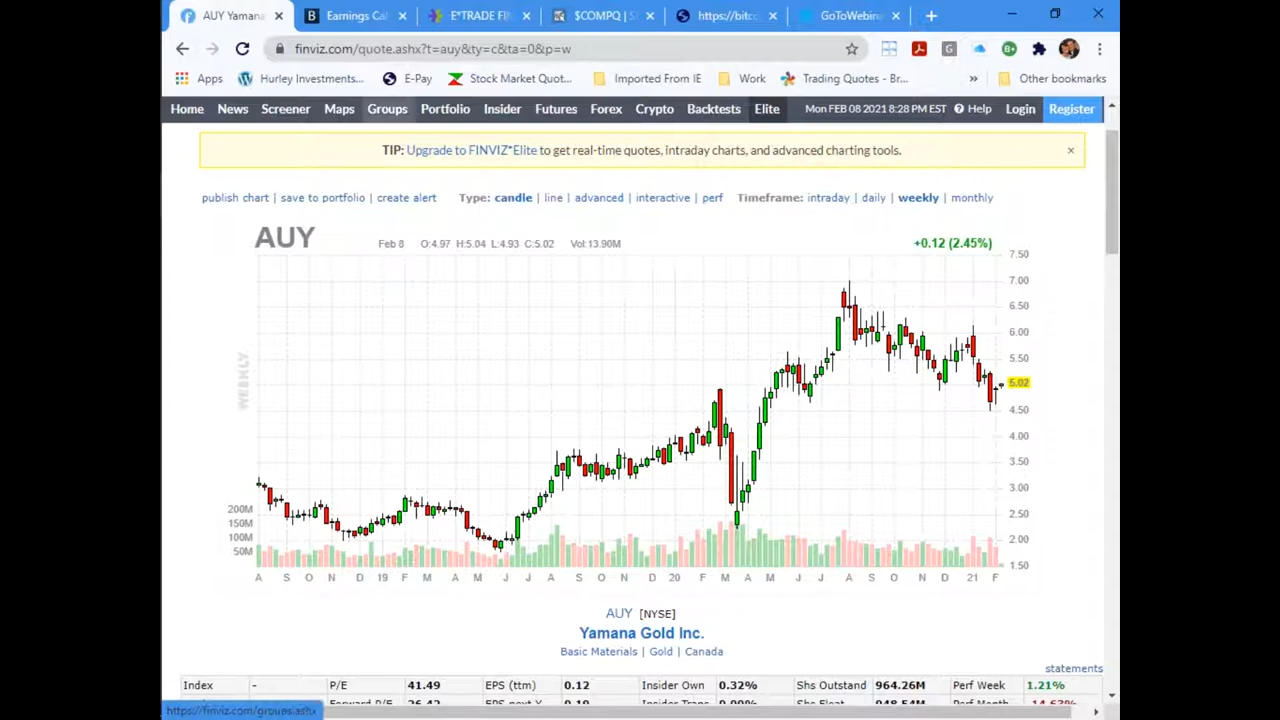 AUY Yamana
Earnings Cal
E*TRADE FI
$COMPQ | S
https://bitc
GoToWebina
finviz.com/quote.ashx?t=auy&ty=c&ta=0&p=w
Apps
Hurley Investments...
E-Pay
Stock Market Quot...
Imported From IE
Work
Trading Quotes - Br...
»
Other bookmarks
Home News Screener Maps Groups Portfolio Insider Futures Forex Crypto Backtests Elite Mon FEB 08 2021 8:28 PM EST Help Login Register
TIP: Upgrade to FINVIZ*Elite to get real-time quotes, intraday charts, and advanced charting tools. ×
publish chart | save to portfolio | create alert Type: candle | line | advanced | interactive | perf Timeframe: intraday | daily | weekly | monthly
AUY Feb 8 O:4.97 H:5.04 L:4.93 C:5.02 Vol:13.90M +0.12 (2.45%)
7.50
7.00
6.50
6.00
5.50
5.02
4.50
4.00
3.50
3.00
2.50
2.00
1.50
WEEKLY
200M
150M
100M
50M
A S O N D 19 F M A M J J A S O N D 20 F M A M J J A S O N D 21 F
AUY [NYSE]
Yamana Gold Inc.
Basic Materials | Gold | Canada
statements
Index - P/E 41.49 EPS (ttm) 0.12 Insider Own 0.32% Shs Outstand 964.26M Perf Week 1.21%
https://finviz.com/groups.ashx